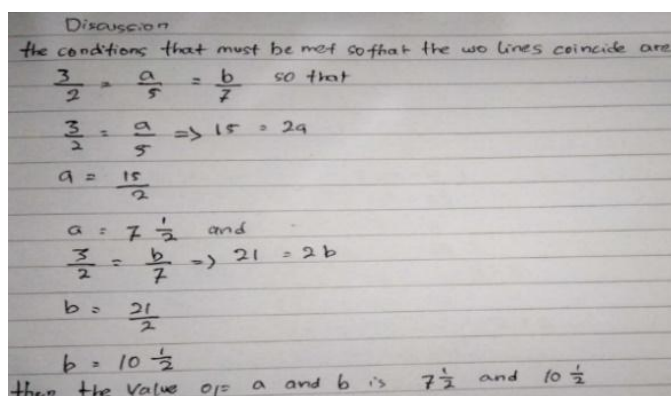 Discussion
the conditions that must be met sofhat the wo lines coincide are
3/2 = a/5 = b/7 so that
3/2 = a/5 => 15 = 2a
a = 15/2
a = 7 1/2 and
3/2 = b/7 => 21 = 2b
b = 21/2
b = 10 1/2
then the Value of a and b is 7 1/2 and 10 1/2